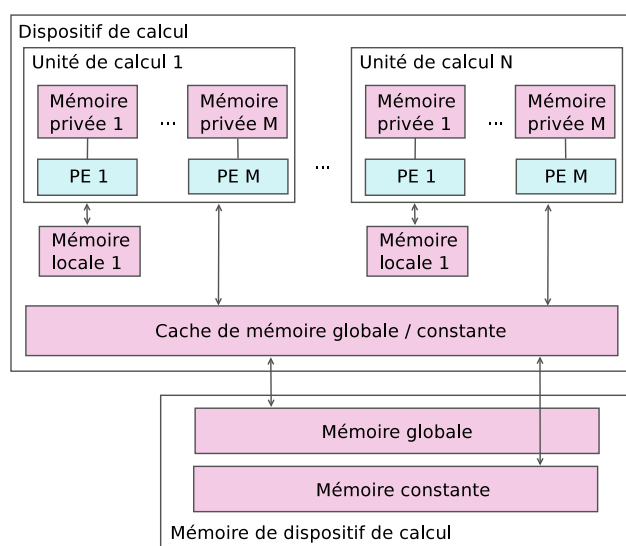 Dispositif de calcul
Unité de calcul 1
Unité de calcul N
Mémoire
privée 1
...
Mémoire
privée M
Mémoire
privée 1
...
Mémoire
privée M
PE 1
PE M
...
PE 1
PE M
Mémoire
locale 1
Mémoire
locale 1
Cache de mémoire globale / constante
Mémoire globale
Mémoire constante
Mémoire de dispositif de calcul